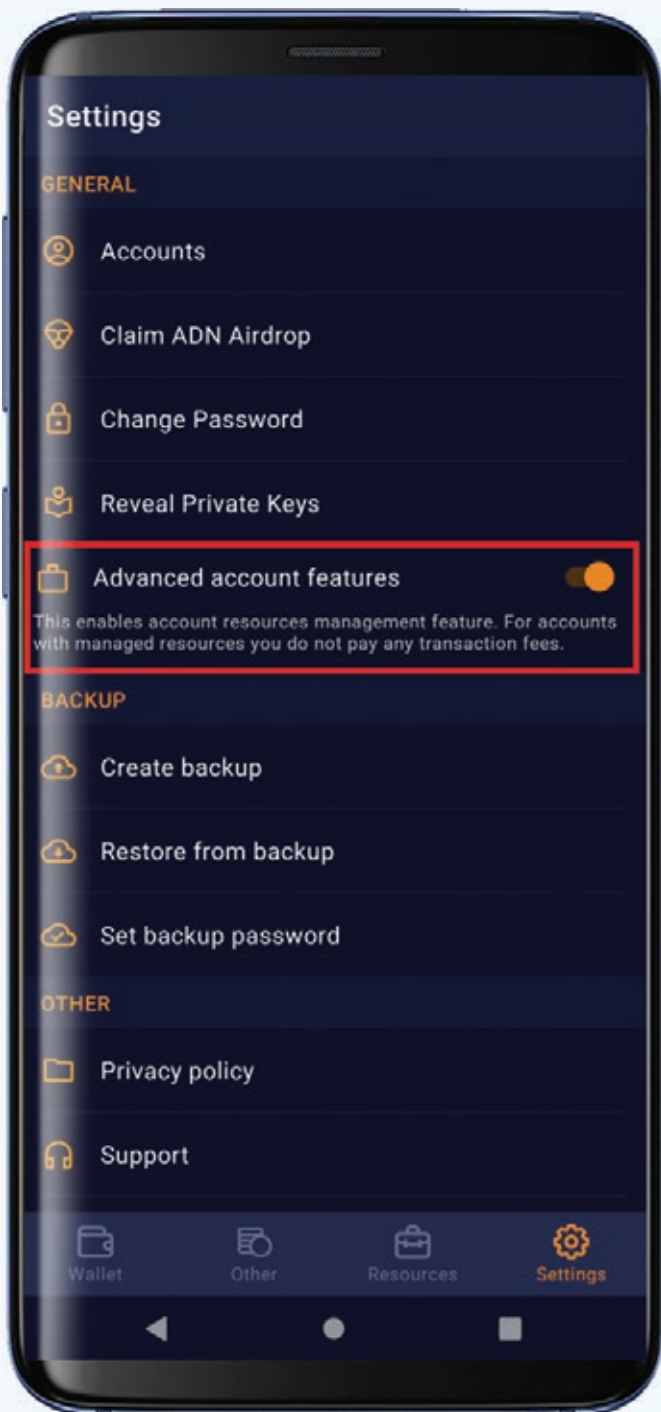 Settings
GENERAL
Accounts
Claim ADN Airdrop
Change Password
Reveal Private Keys
Advanced account features
This enables account resources management feature. For accounts
with managed resources you do not pay any transaction fees.
BACKUP
Create backup
Restore from backup
Set backup password
OTHER
Privacy policy
Support
Wallet Other Resources Settings